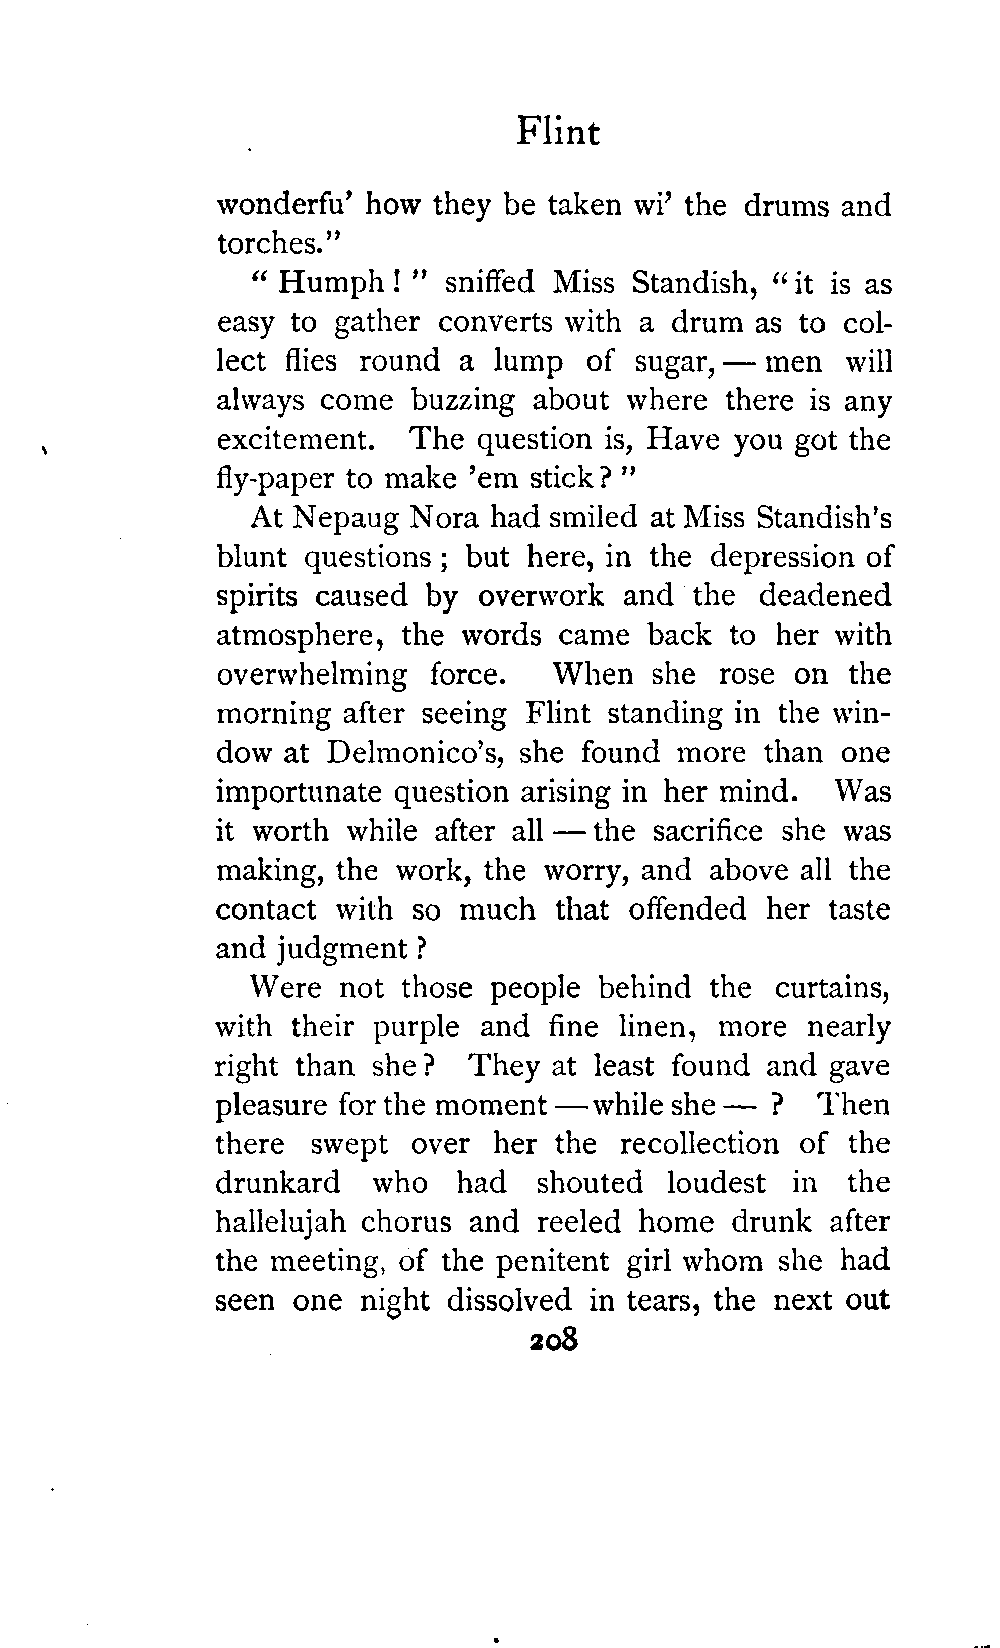 Flint
wonderfu' how they be taken wi' the drums and
torches."
" Humph ! " sniffed Miss Standish, " it is as
easy to gather converts with a drum as to col-
lect flies round a lump of sugar, — men will
always come buzzing about where there is any
excitement. The question is, Have you got the
fly-paper to make 'em stick? "
At Nepaug Nora had smiled at Miss Standish's
blunt questions ; but here, in the depression of
spirits caused by overwork and the deadened
atmosphere, the words came back to her with
overwhelming force. When she rose on the
morning after seeing Flint standing in the win-
dow at Delmonico's, she found more than one
importunate question arising in her mind. Was
it worth while after all — the sacrifice she was
making, the work, the worry, and above all the
contact with so much that offended her taste
and judgment ?
Were not those people behind the curtains,
with their purple and fine linen, more nearly
right than she? They at least found and gave
pleasure for the moment — while she — ? Then
there swept over her the recollection of the
drunkard who had shouted loudest in the
hallelujah chorus and reeled home drunk after
the meeting, of the penitent girl whom she had
seen one night dissolved in tears, the next out
208